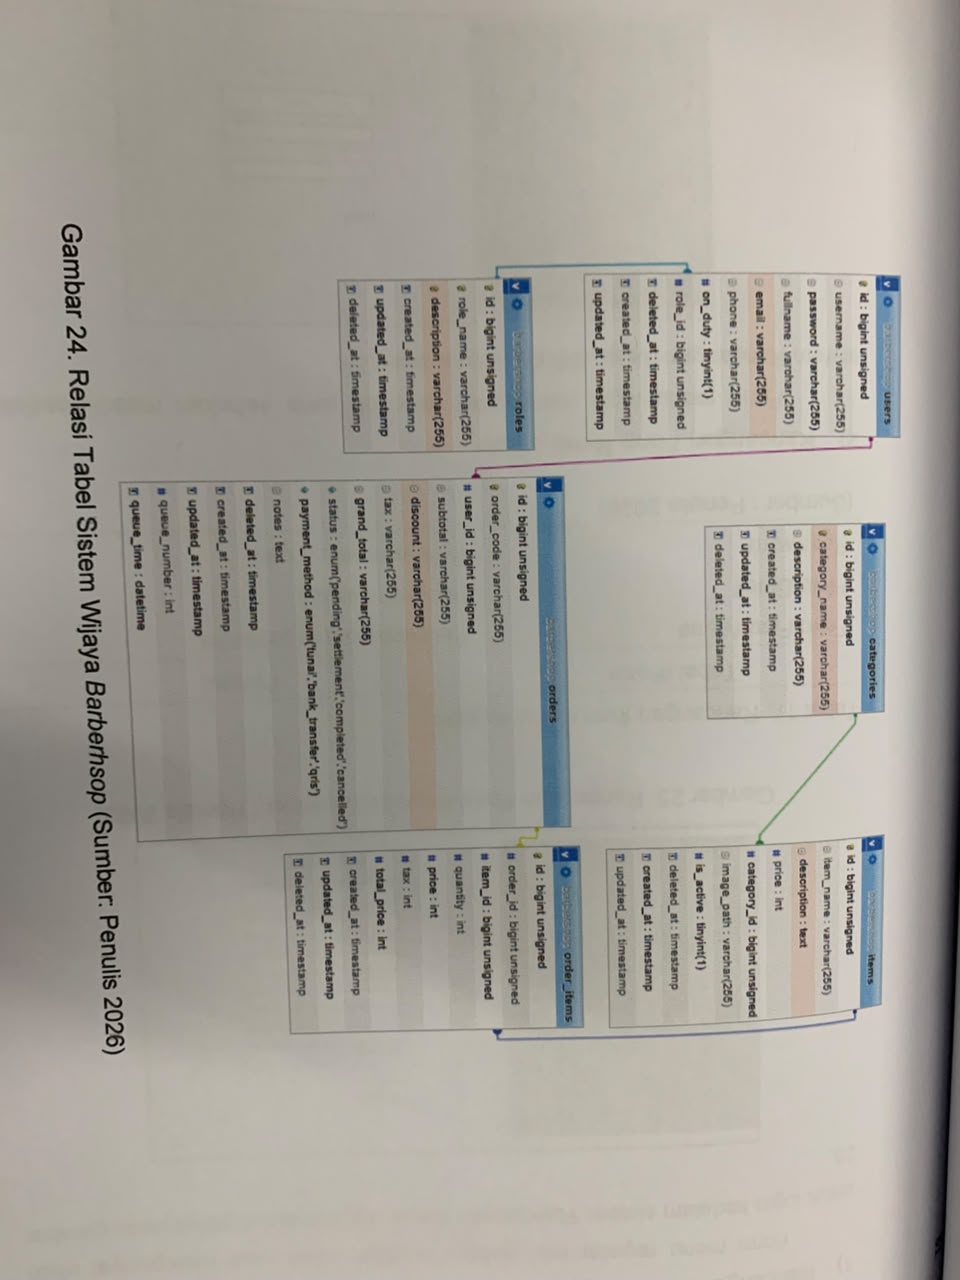 users
id : bigint unsigned
username : varchar(255)
password : varchar(255)
fullname : varchar(255)
email : varchar(255)
phone : varchar(255)
on_duty : tinyint(1)
role_id : bigint unsigned
deleted_at : timestamp
created_at : timestamp
updated_at : timestamp
categories
id : bigint unsigned
category_name : varchar(255)
description : varchar(255)
created_at : timestamp
updated_at : timestamp
deleted_at : timestamp
items
id : bigint unsigned
item_name : varchar(255)
description : text
price : int
category_id : bigint unsigned
image_path : varchar(255)
is_active : tinyint(1)
deleted_at : timestamp
created_at : timestamp
updated_at : timestamp
roles
id : bigint unsigned
role_name : varchar(255)
description : varchar(255)
created_at : timestamp
updated_at : timestamp
deleted_at : timestamp
orders
id : bigint unsigned
order_code : varchar(255)
user_id : bigint unsigned
subtotal : varchar(255)
discount : varchar(255)
tax : varchar(255)
grand_total : varchar(255)
status : enum('pending','settlement','completed','cancelled')
payment_method : enum('tunai','bank_transfer','qris')
notes : text
deleted_at : timestamp
created_at : timestamp
updated_at : timestamp
queue_number : int
queue_time : datetime
order_items
id : bigint unsigned
order_id : bigint unsigned
item_id : bigint unsigned
quantity : int
price : int
tax : int
total_price : int
created_at : timestamp
updated_at : timestamp
deleted_at : timestamp
Gambar 24. Relasi Tabel Sistem Wijaya Barberhsop (Sumber: Penulis 2026)